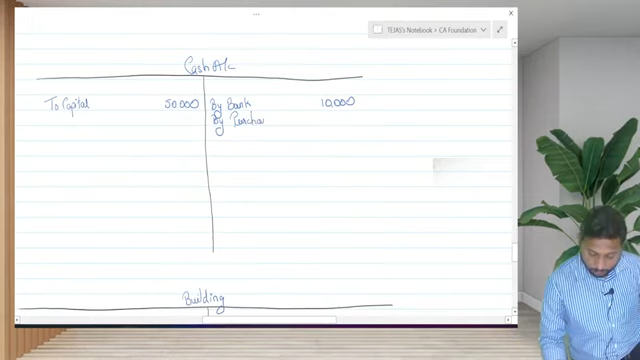 TEJAS's Notebook > CA Foundation
Cash A/c
To Capital 50,000 By Bank 10,000
By Purcha
Building